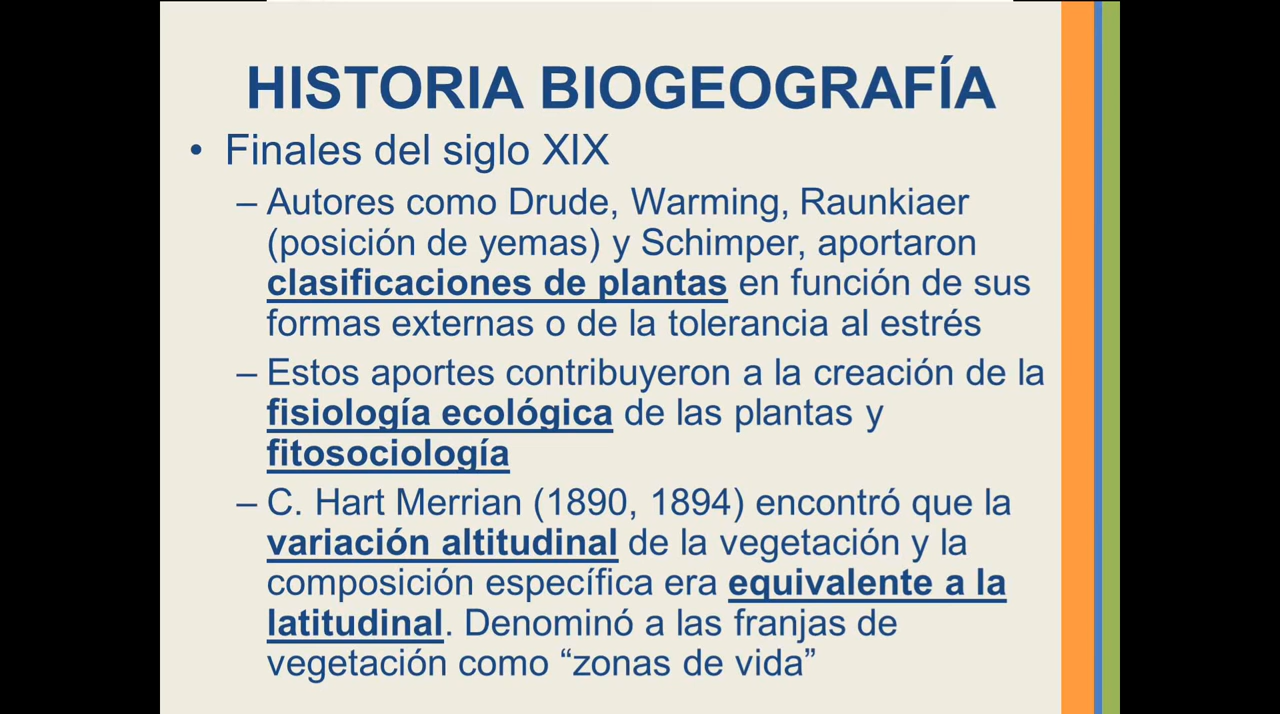 HISTORIA BIOGEOGRAFÍA
• Finales del siglo XIX
– Autores como Drude, Warming, Raunkiaer
(posición de yemas) y Schimper, aportaron
clasificaciones de plantas en función de sus
formas externas o de la tolerancia al estrés
– Estos aportes contribuyeron a la creación de la
fisiología ecológica de las plantas y
fitosociología
– C. Hart Merrian (1890, 1894) encontró que la
variación altitudinal de la vegetación y la
composición específica era equivalente a la
latitudinal. Denominó a las franjas de
vegetación como “zonas de vida”